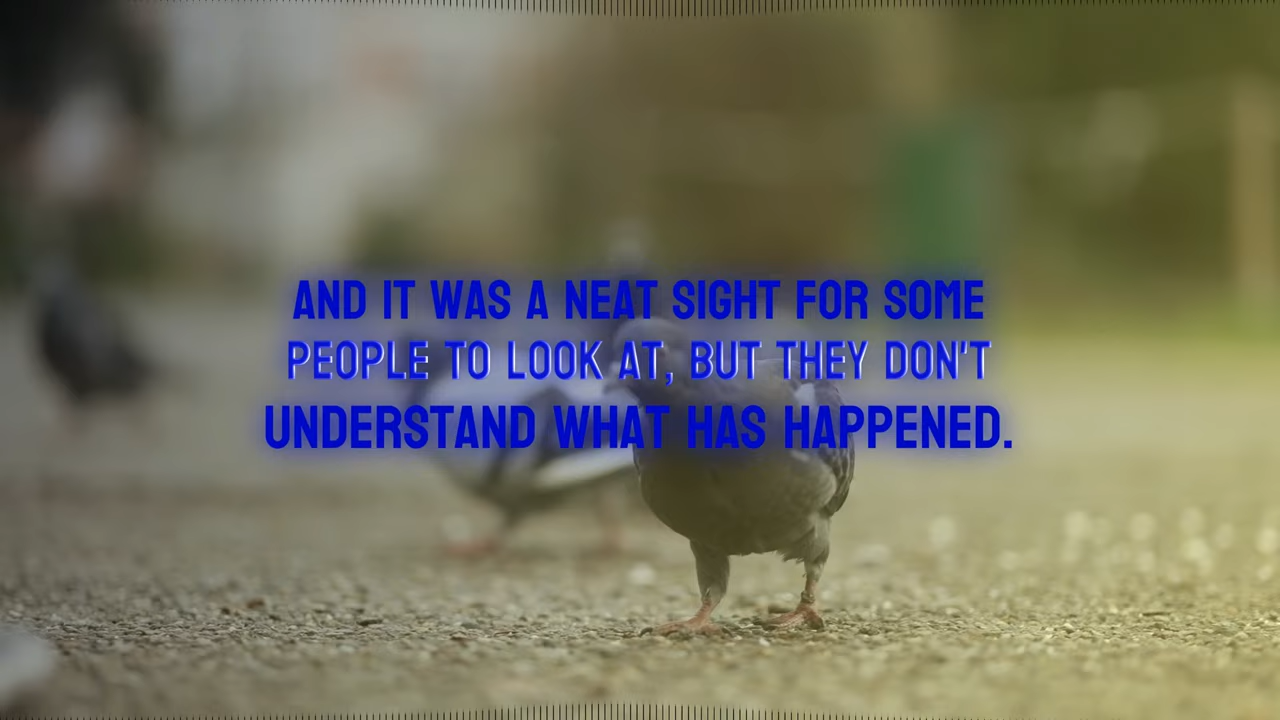 AND IT WAS A NEAT SIGHT FOR SOME
PEOPLE TO LOOK AT, BUT THEY DON'T
UNDERSTAND WHAT HAS HAPPENED.